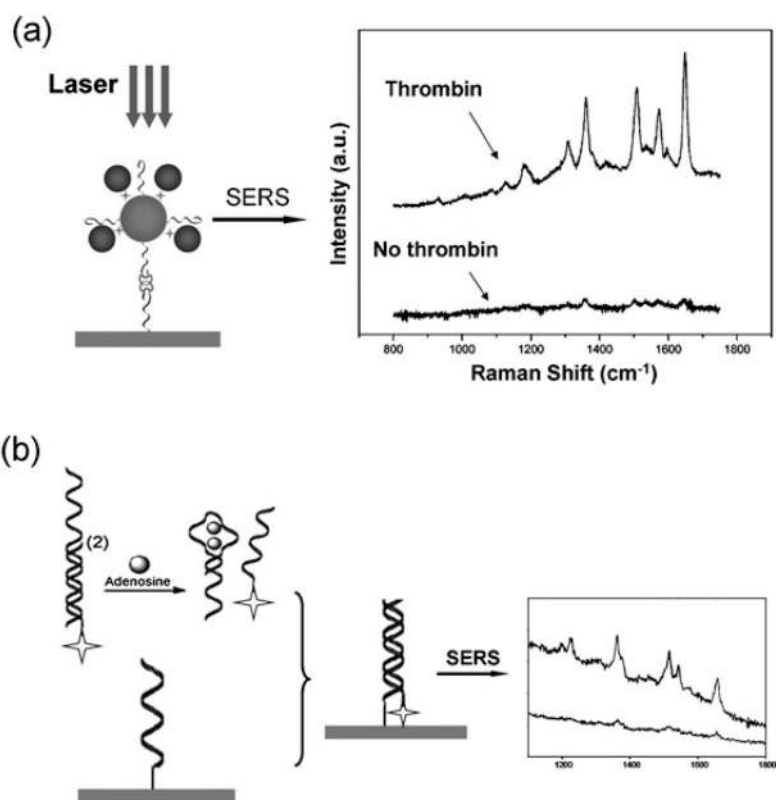 (a)
Laser
SERS
Intensity (a.u.)
Thrombin
No thrombin
800 1000 1200 1400 1600 1800
Raman Shift (cm-1)
(b)
(2)
Adenosine
SERS
1200 1400 1600 1800